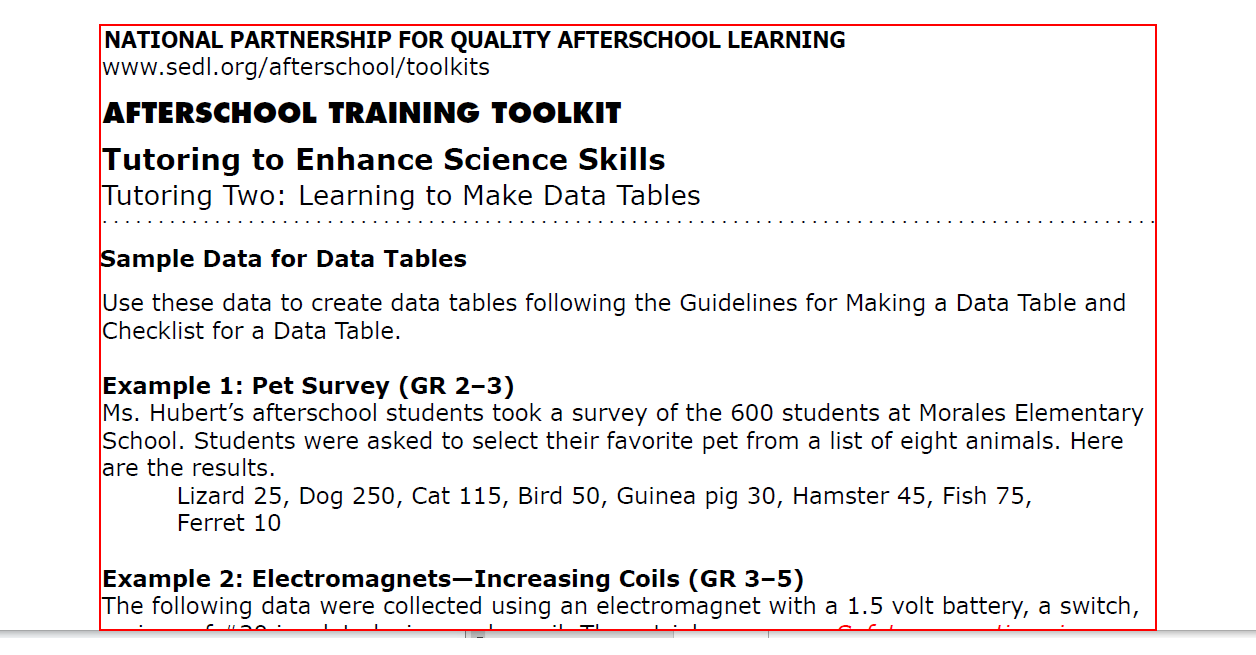 NATIONAL PARTNERSHIP FOR QUALITY AFTERSCHOOL LEARNING
www.sedl.org/afterschool/toolkits
AFTERSCHOOL TRAINING TOOLKIT
Tutoring to Enhance Science Skills
Tutoring Two: Learning to Make Data Tables
Sample Data for Data Tables
Use these data to create data tables following the Guidelines for Making a Data Table and
Checklist for a Data Table.
Example 1: Pet Survey (GR 2–3)
Ms. Hubert’s afterschool students took a survey of the 600 students at Morales Elementary
School. Students were asked to select their favorite pet from a list of eight animals. Here
are the results.
Lizard 25, Dog 250, Cat 115, Bird 50, Guinea pig 30, Hamster 45, Fish 75,
Ferret 10
Example 2: Electromagnets—Increasing Coils (GR 3–5)
The following data were collected using an electromagnet with a 1.5 volt battery, a switch,